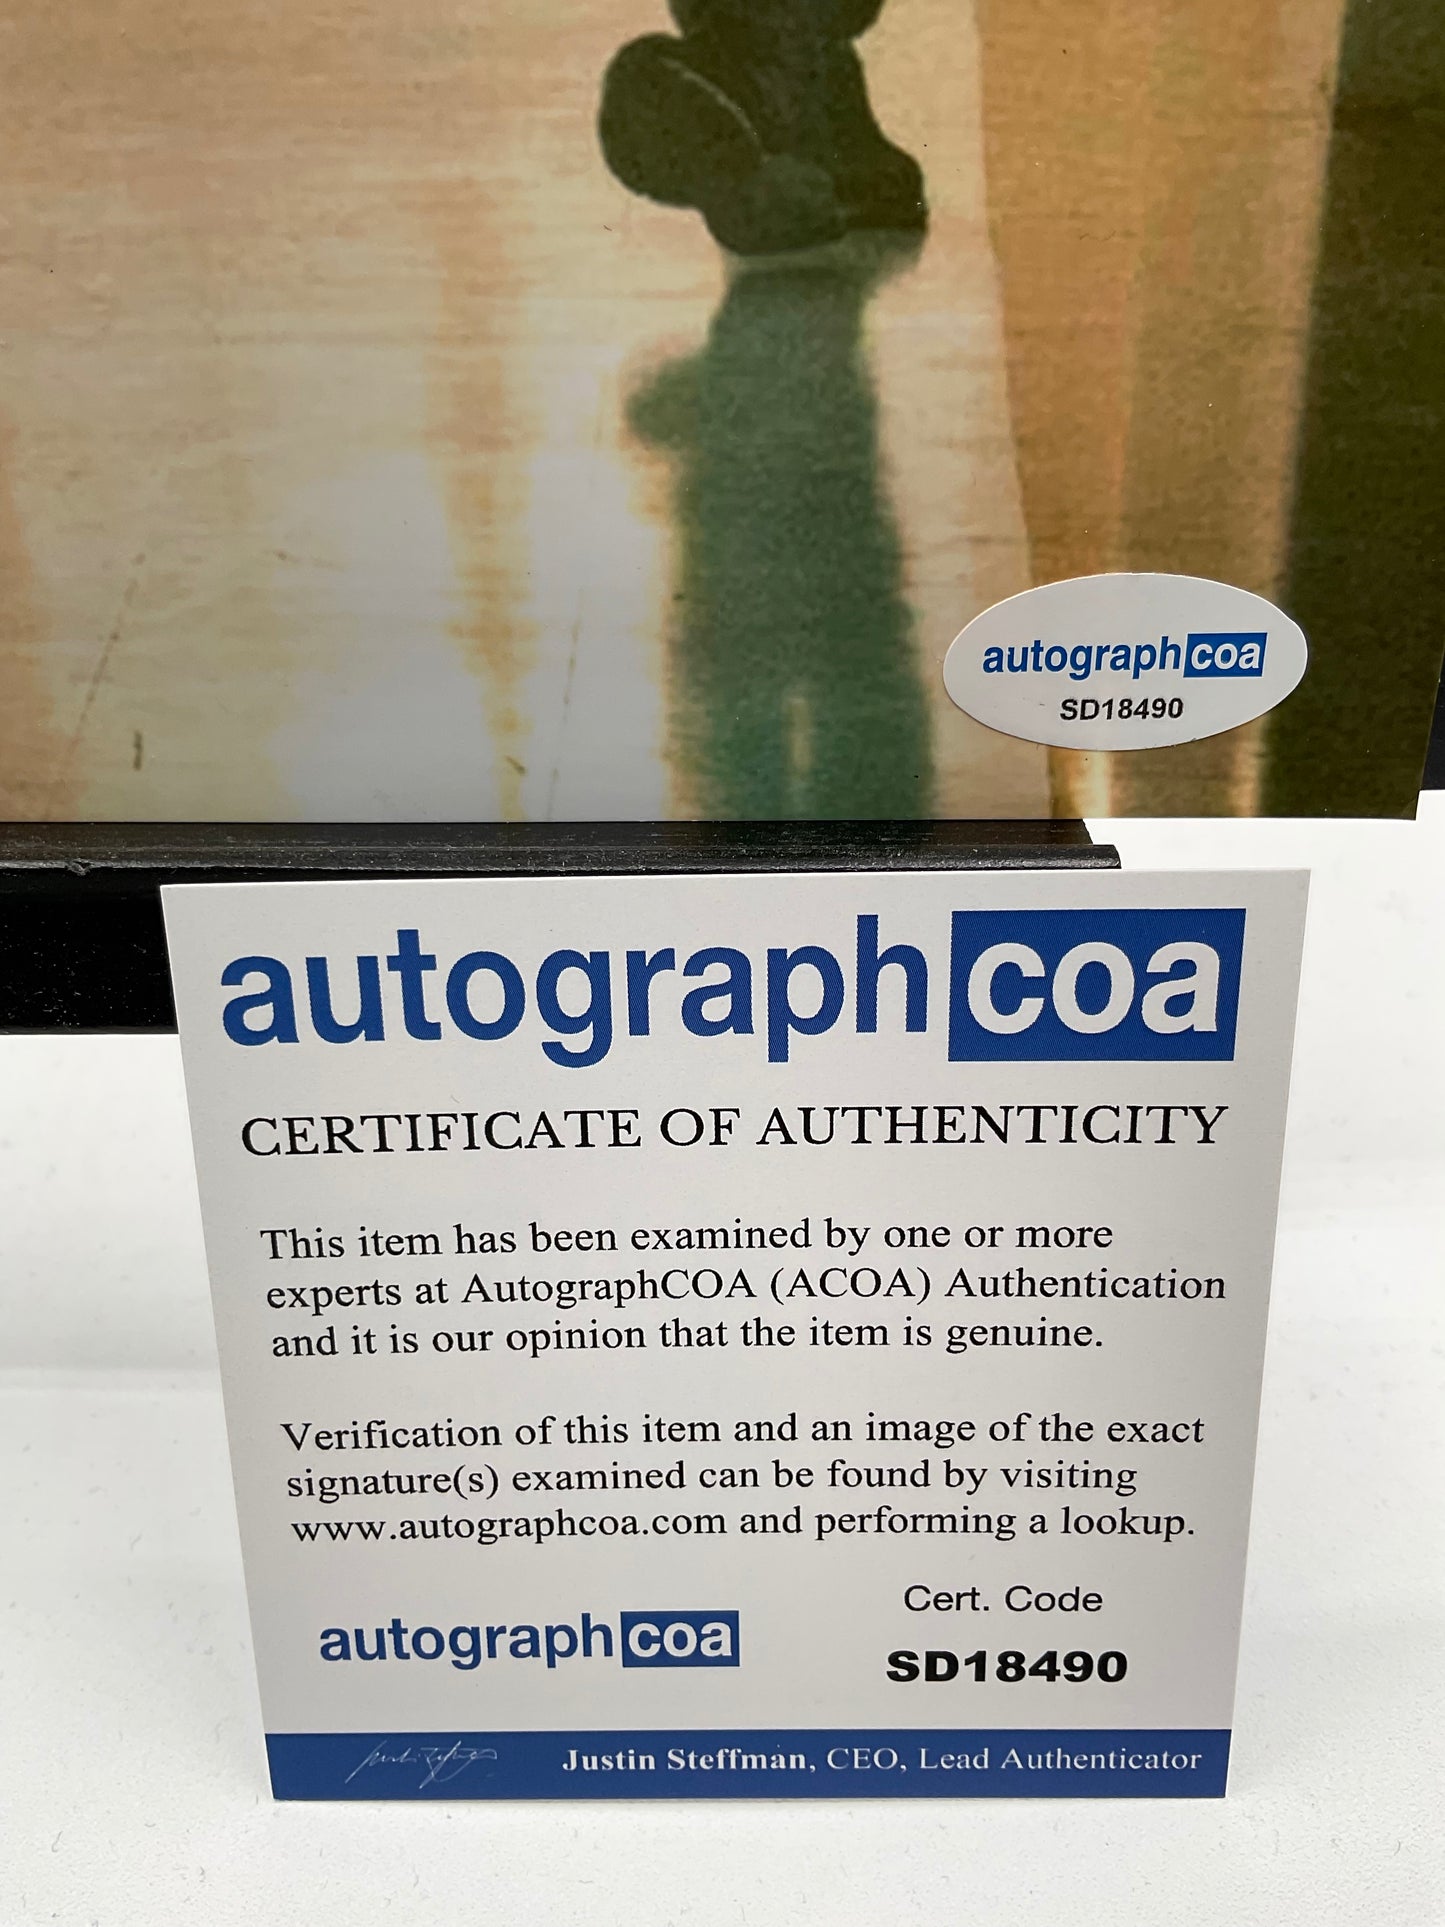 autographcoa
SD18490
autographcoa
CERTIFICATE OF AUTHENTICITY
This item has been examined by one or more
experts at AutographCOA (ACOA) Authentication
and it is our opinion that the item is genuine.
Verification of this item and an image of the exact
signature(s) examined can be found by visiting
www.autographcoa.com and performing a lookup.
Cert. Code
autographcoa
SD18490
Justin Steffman, CEO, Lead Authenticator